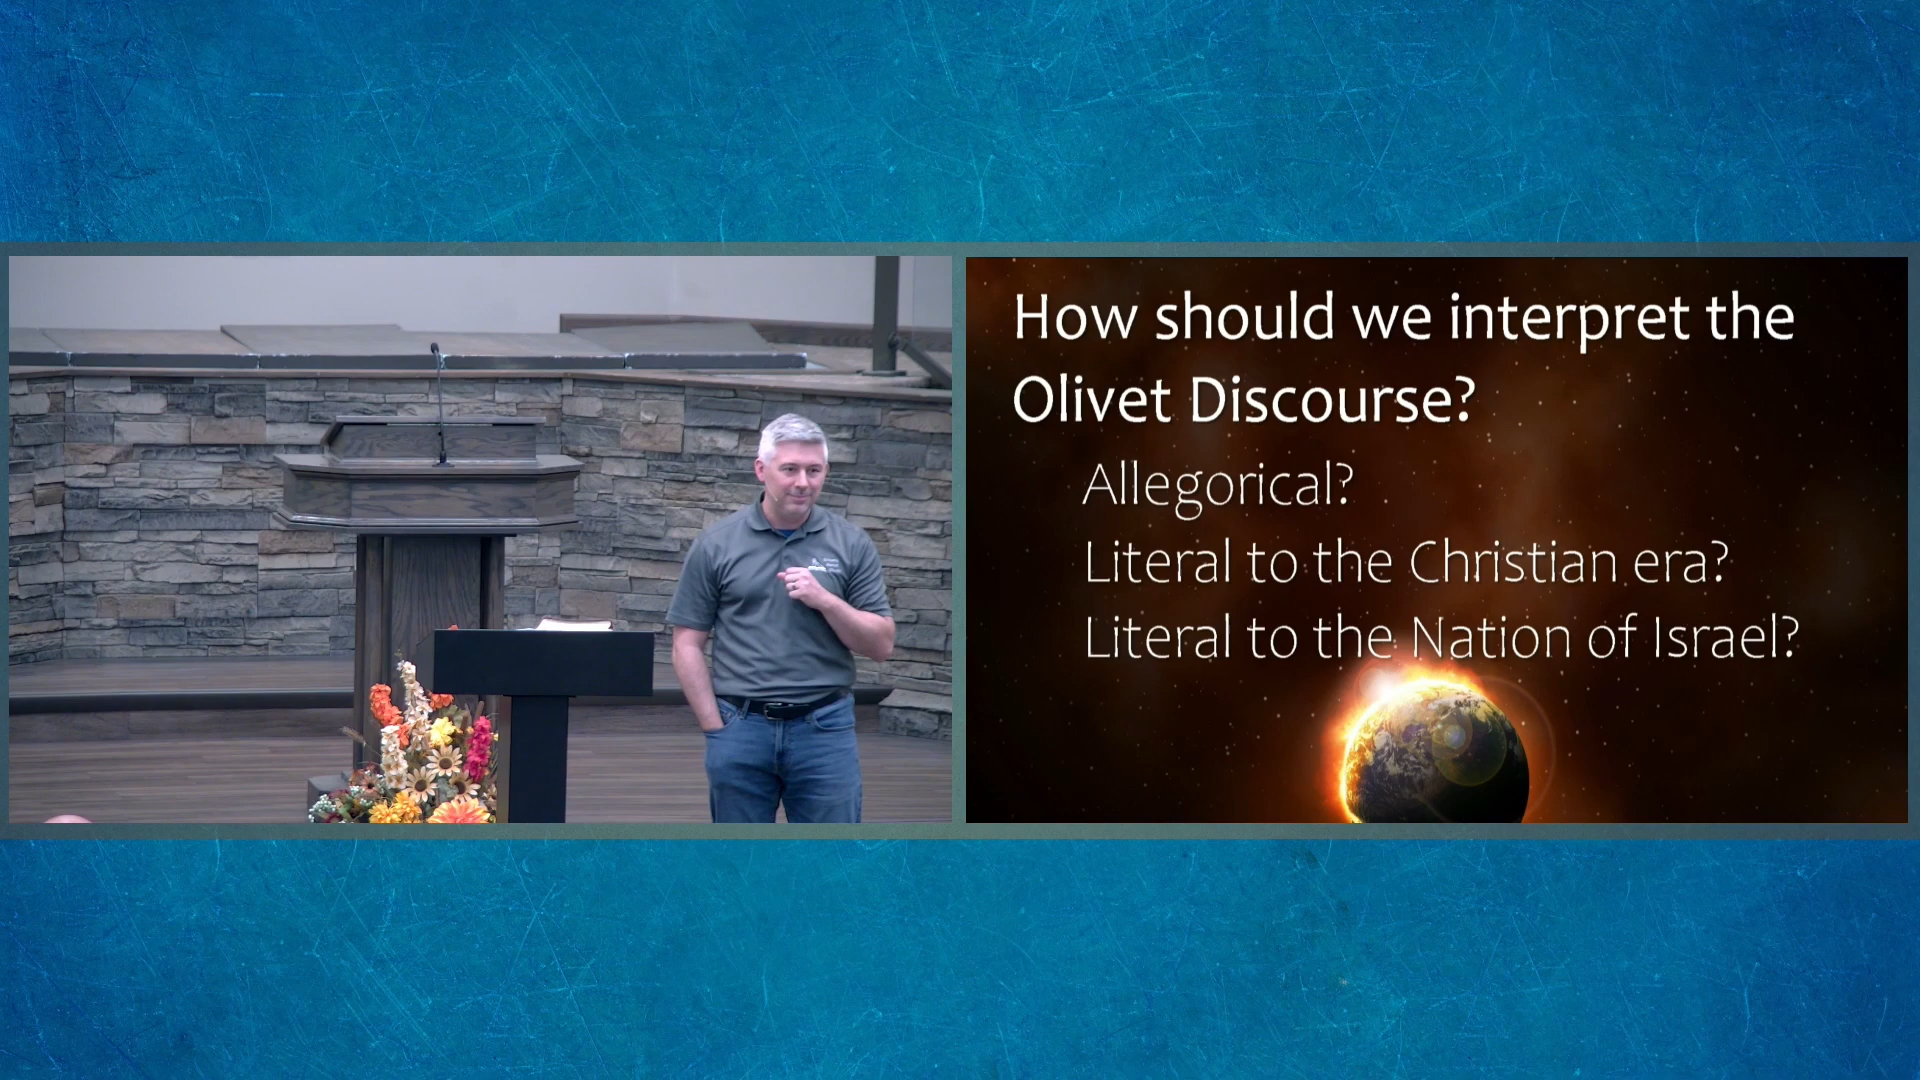 How should we interpret the
Olivet Discourse?
Allegorical?
Literal to the Christian era?
Literal to the Nation of Israel?